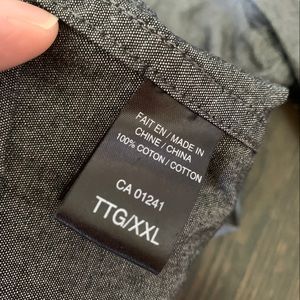 FAIT EN / MADE IN
CHINE / CHINA
100% COTON / COTTON
CA 01241
TTG/XXL